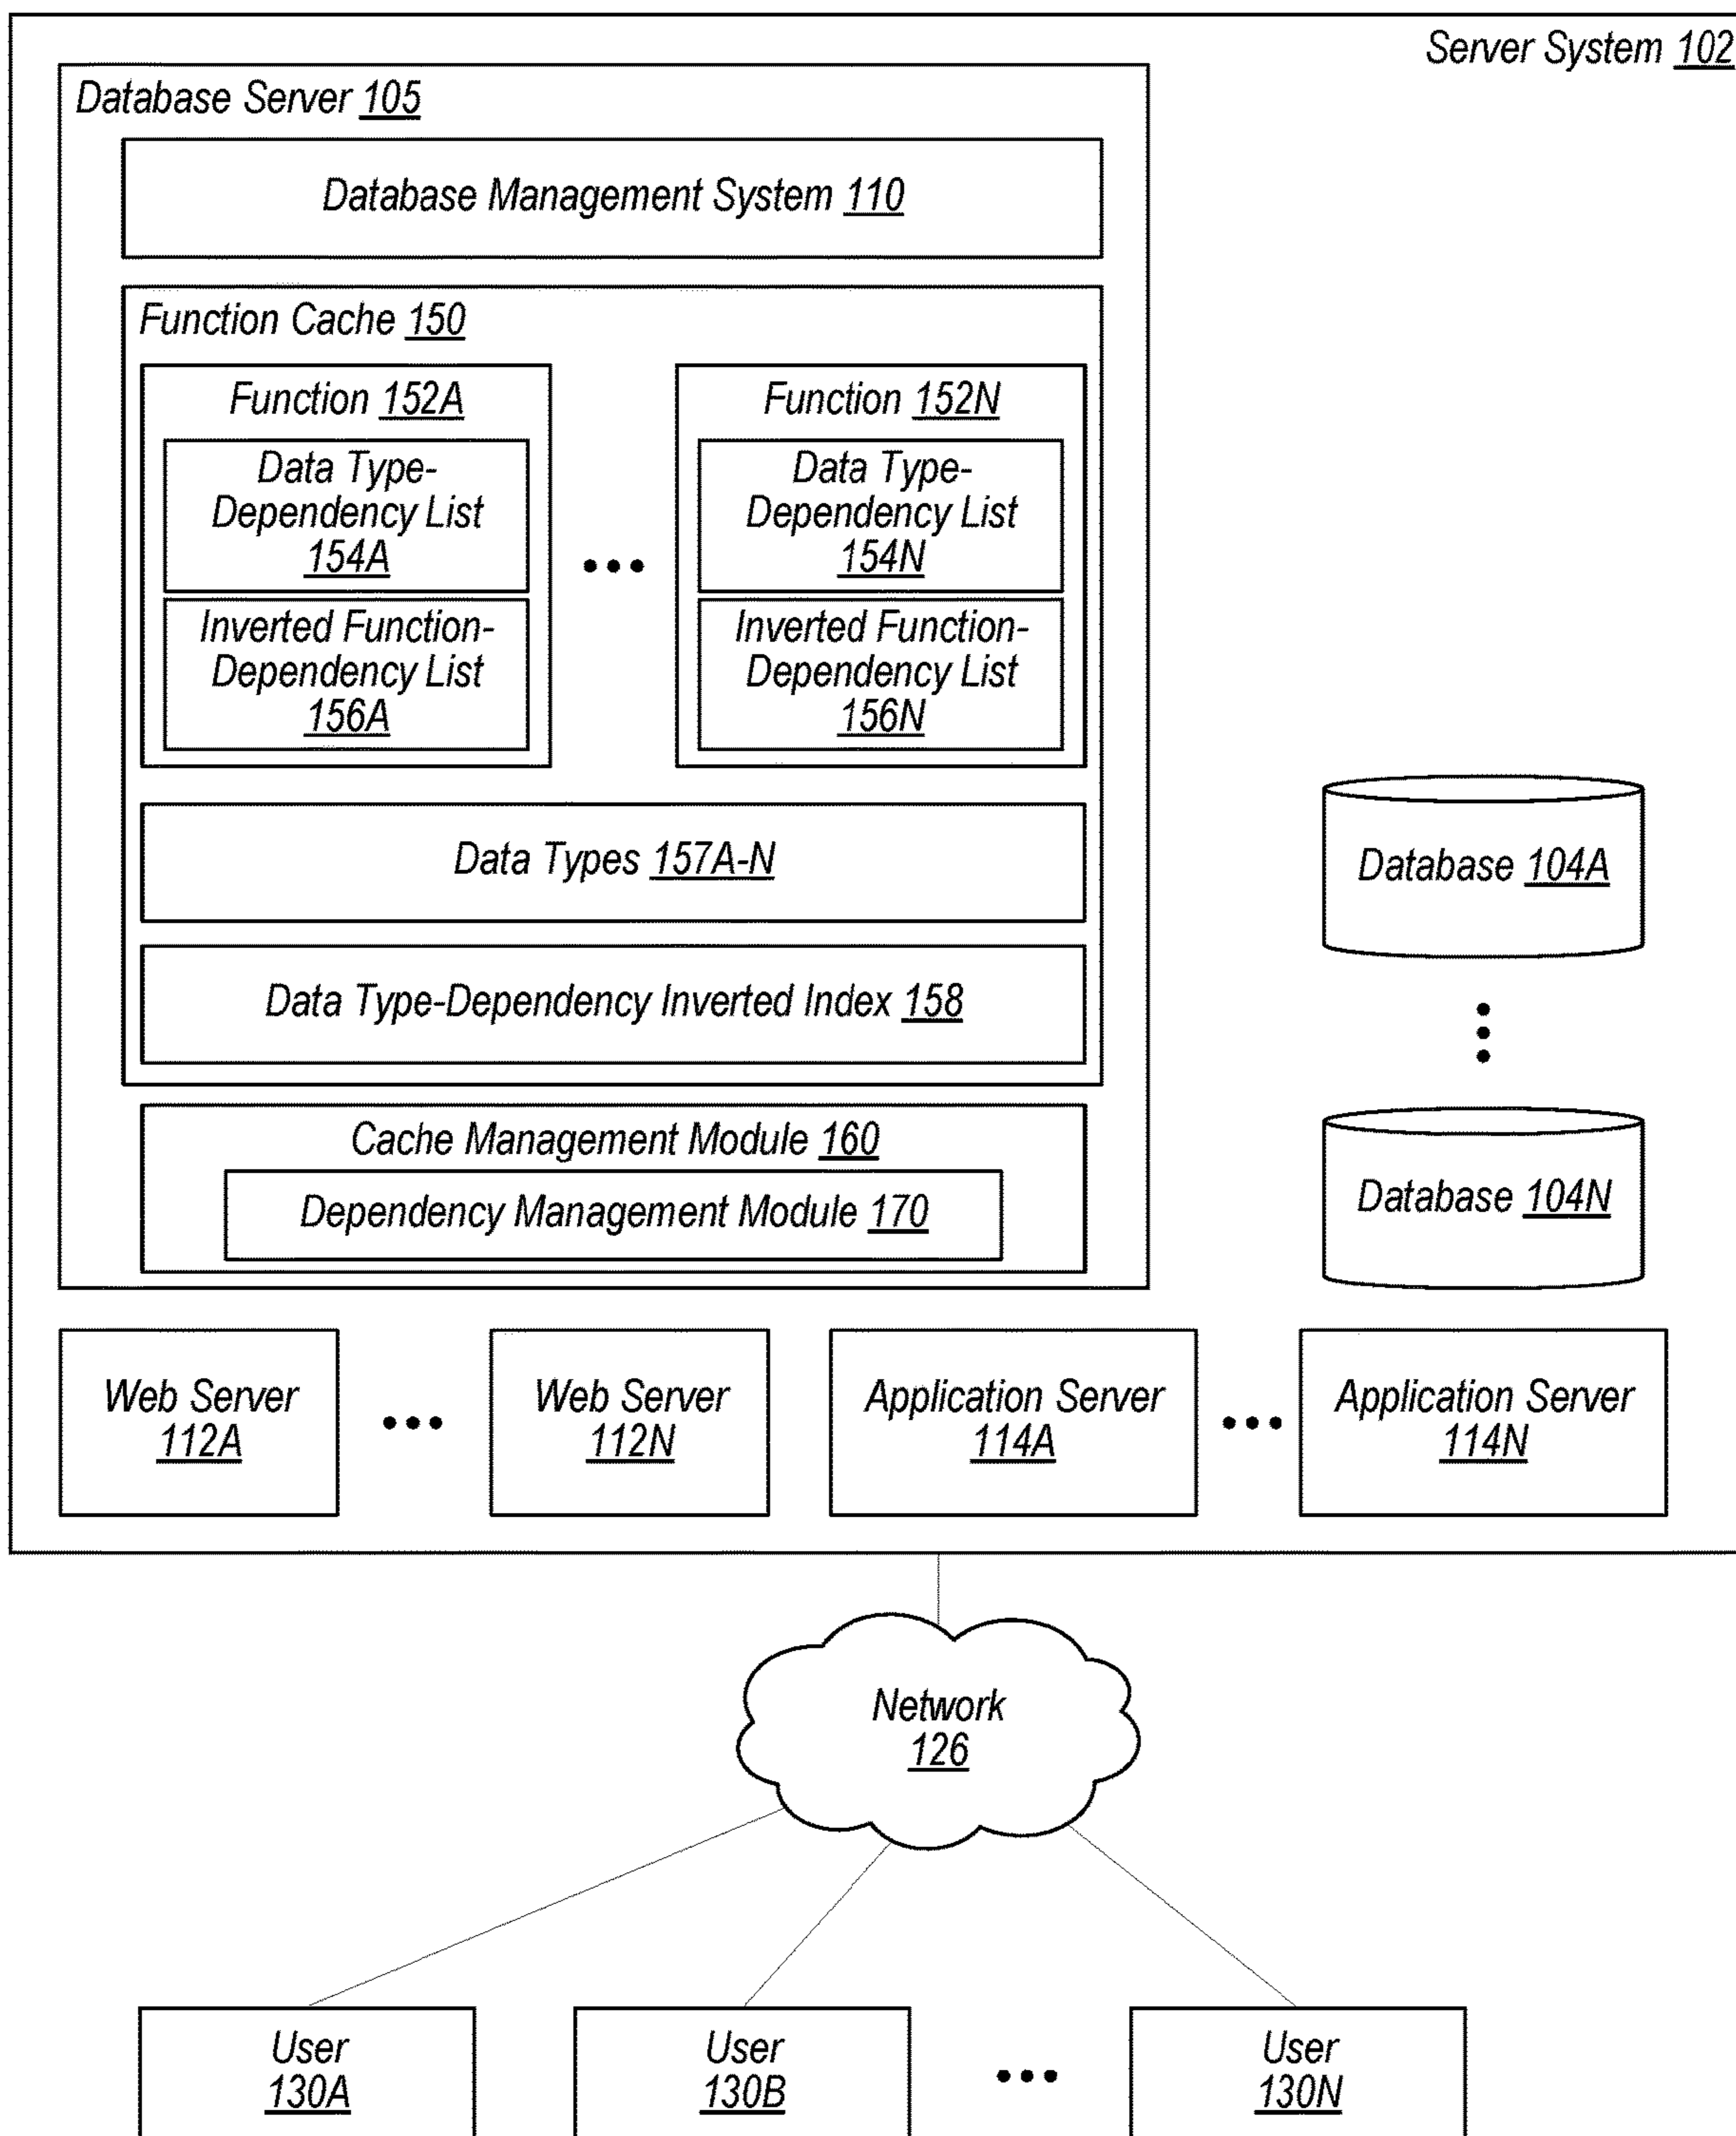 Server System 102
Database Server 105
Database Management System 110
Function Cache 150
Function 152A
Data Type-
Dependency List
154A
Inverted Function-
Dependency List
156A
Function 152N
Data Type-
Dependency List
154N
Inverted Function-
Dependency List
156N
Data Types 157A-N
Data Type-Dependency Inverted Index 158
Cache Management Module 160
Dependency Management Module 170
Database 104A
Database 104N
Web Server
112A
Web Server
112N
Application Server
114A
Application Server
114N
Network
126
User
130A
User
130B
User
130N